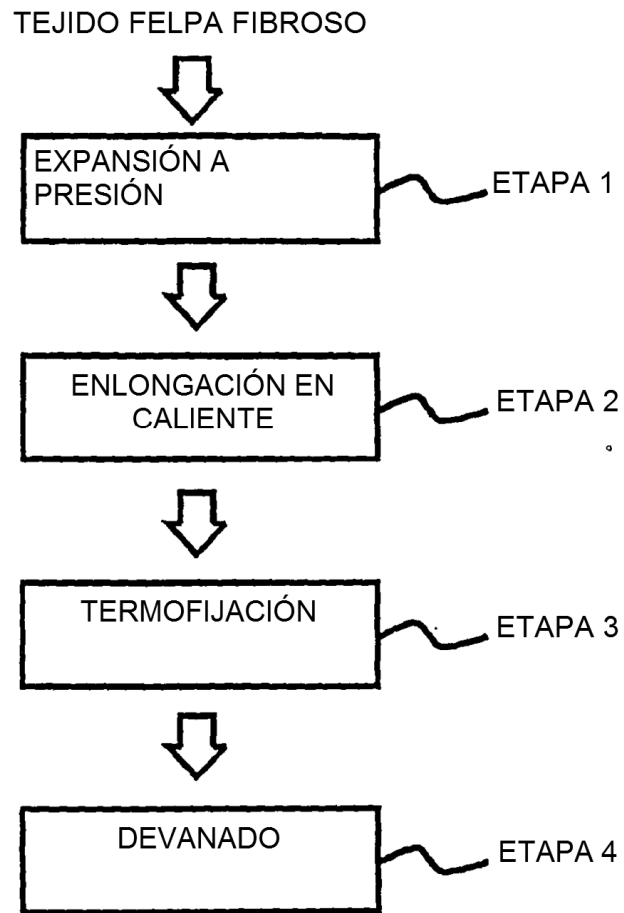 TEJIDO FELPA FIBROSO
EXPANSIÓN A
PRESIÓN
ETAPA 1
ENLONGACIÓN EN
CALIENTE
ETAPA 2
TERMOFIJACIÓN
ETAPA 3
DEVANADO
ETAPA 4